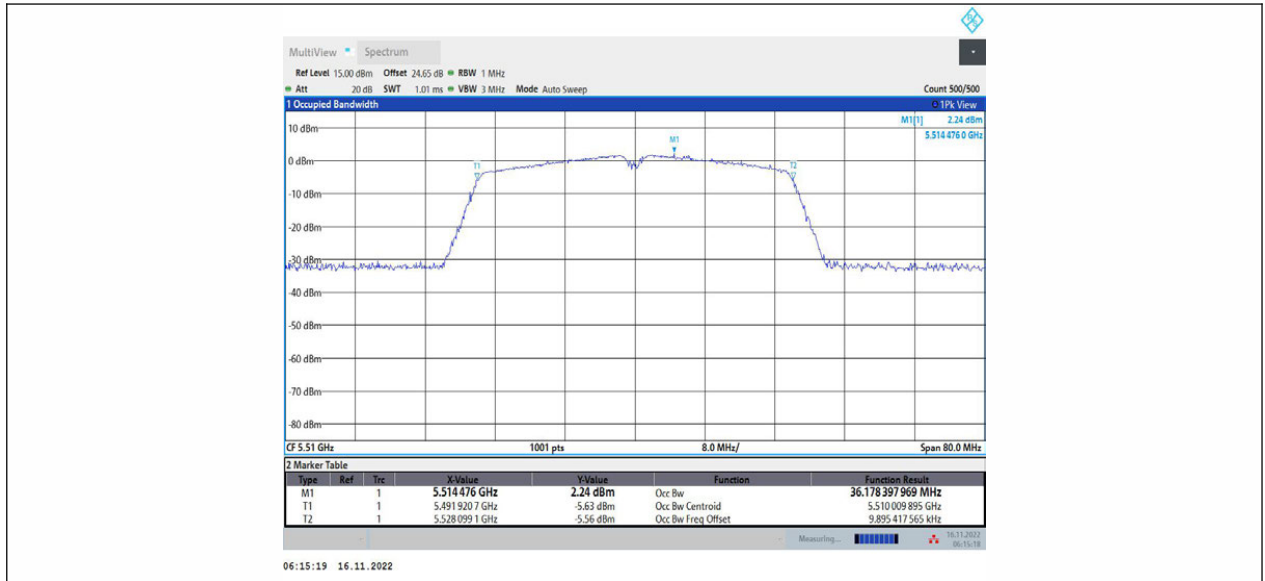 MultiView Spectrum
Ref Level 15.00 dBm Offset 24.65 dB RBW 1 MHz
Att 20 dB SWT 1.01 ms VBW 3 MHz Mode Auto Sweep Count 500/500
1 Occupied Bandwidth 1Pk View
M1[1] 2.24 dBm
5.514 476 0 GHz
10 dBm
M1
0 dBm
T1
T2
-10 dBm
-20 dBm
-30 dBm
-40 dBm
-50 dBm
-60 dBm
-70 dBm
-80 dBm
CF 5.51 GHz 1001 pts 8.0 MHz/ Span 80.0 MHz
2 Marker Table
Type Ref Trc X-Value Y-Value Function Function Result
M1 1 5.514 476 GHz 2.24 dBm Occ Bw 36.178 397 969 MHz
T1 1 5.491 920 7 GHz -5.63 dBm Occ Bw Centroid 5.510 009 895 GHz
T2 1 5.528 099 1 GHz -5.56 dBm Occ Bw Freq Offset 9.895 417 565 kHz
Measuring... 16.11.2022
06:15:18
06:15:19 16.11.2022